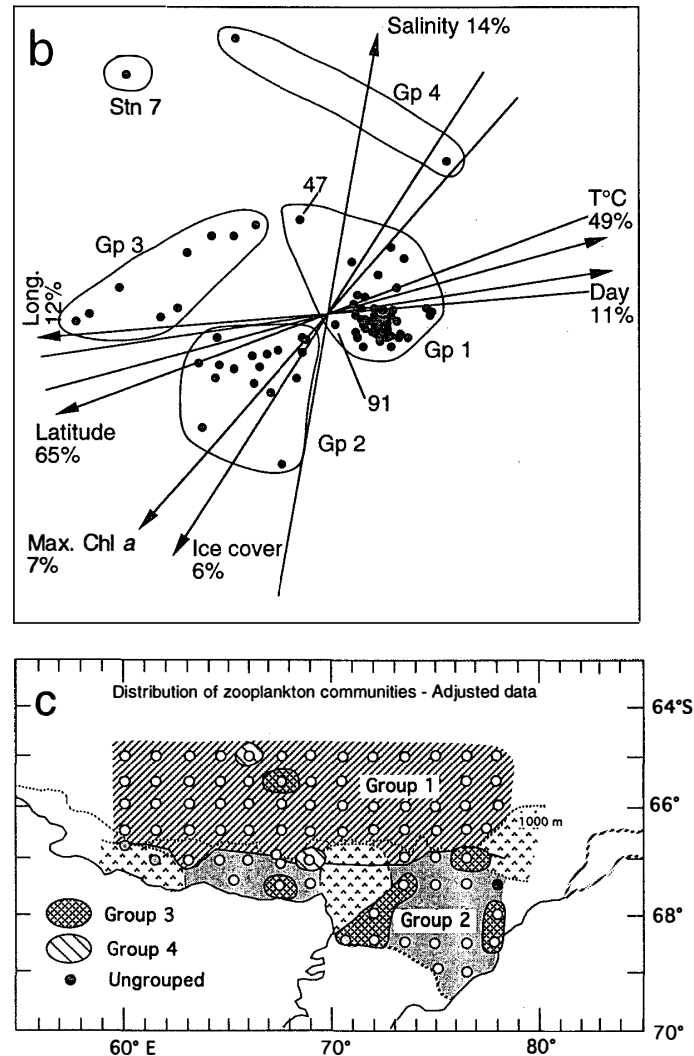 b
Salinity 14%
Stn 7
Gp 4
47
T°C
49%
Gp 3
Long.
12%
Day
11%
Gp 1
91
Latitude
65%
Gp 2
Max. Chl a
7%
Ice cover
6%
c
Distribution of zooplankton communities - Adjusted data
64°S
Group 1
66°
1000 m
Group 3
Group 2
68°
Group 4
Ungrouped
70°
60° E
70°
80°